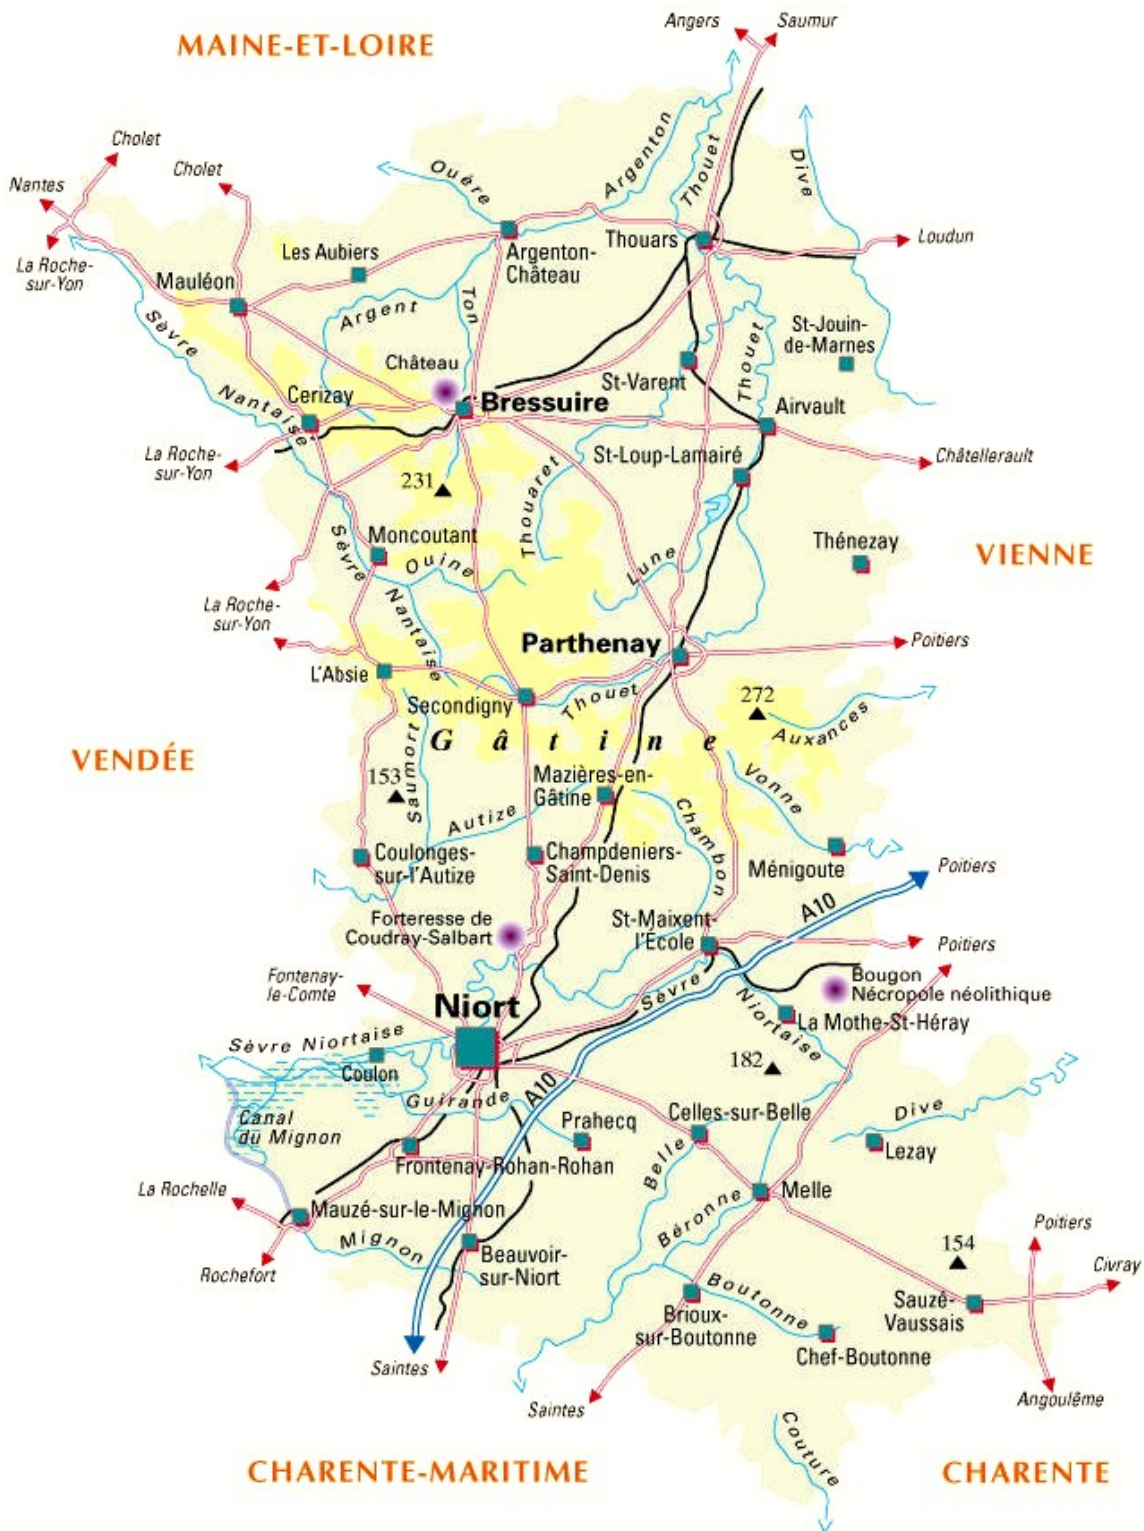 Angers
Saumur
MAINE-ET-LOIRE
Cholet
Cholet
Nantes
La Roche-
sur-Yon
Ouère
Argenton
Thouet
Dive
Loudun
Les Aubiers
Argenton-
Château
Thouars
Mauléon
Argent
Ton
Sèvre
Nantaise
Château
St-Varent
Thouet
St-Jouin-
de-Marnes
Cerizay
Bressuire
Airvault
La Roche-
sur-Yon
St-Loup-Lamairé
Châtellerault
231
Thouaret
Moncoutant
Sèvre
Nantaise
Ouine
Lune
Thénezay
VIENNE
La Roche-
sur-Yon
Parthenay
Poitiers
L'Absie
Secondigny
Thouet
272
Auxances
Gâtine
VENDÉE
153
Saumort
Mazières-en-
Gâtine
Vonne
Autize
Chambon
Coulonges-
sur-l'Autize
Champdeniers-
Saint-Denis
Ménigoute
Poitiers
A10
Forteresse de
Coudray-Salbart
St-Maixent-
l'École
Poitiers
Fontenay-
le-Comte
Niort
Sèvre
Niortaise
Bougon
Nécropole néolithique
La Mothe-St-Héray
Sèvre Niortaise
Coulon
182
Guirande
A10
Canal
du Mignon
Prahecq
Celles-sur-Belle
Dive
Lezay
Frontenay-Rohan-Rohan
Belle
La Rochelle
Mauzé-sur-le-Mignon
Melle
Béronne
Mignon
Rochefort
Beauvoir-
sur-Niort
154
Poitiers
Civray
Boutonne
Brioux-
sur-Boutonne
Sauzé-
Vaussais
Chef-Boutonne
Saintes
Saintes
Angoulême
Couture
CHARENTE-MARITIME
CHARENTE